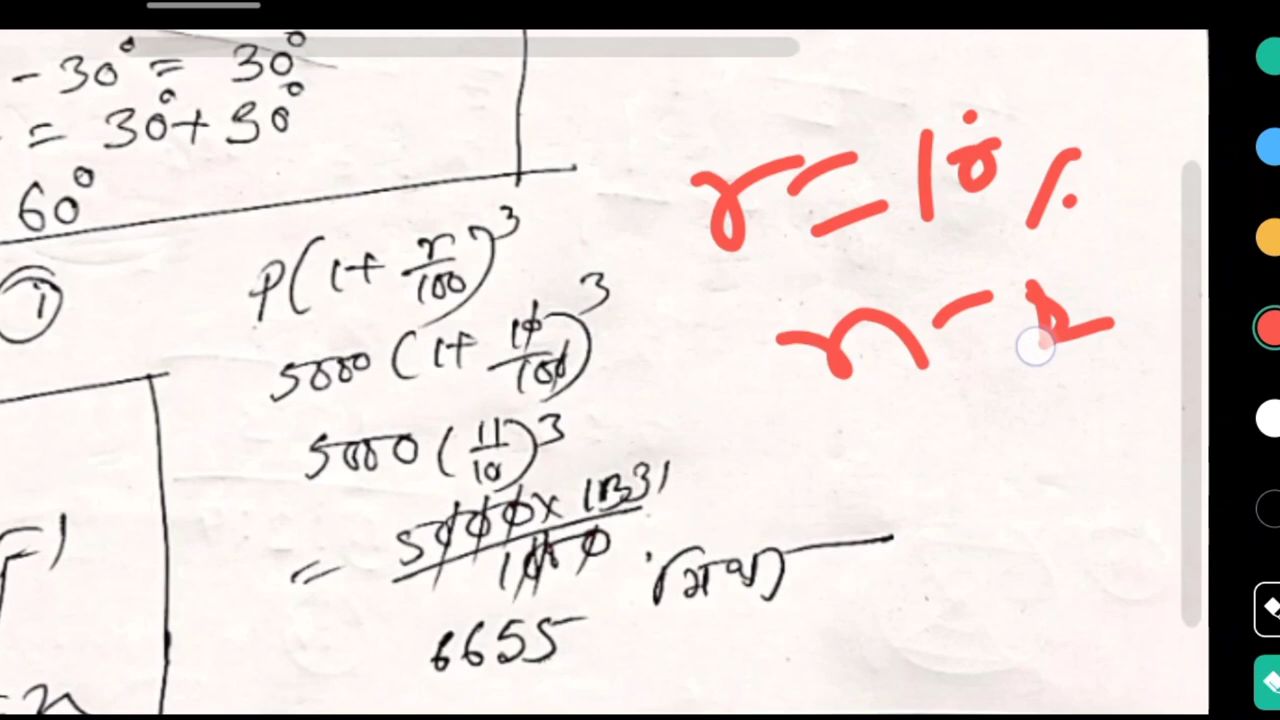 - 30° = 30°
= 30° + 30°
60°
①
P(1+ r/100)³
5000 (1+ 10/100)³
5000 (11/10)³
= 5000 x 1331 / 1000
6655
r = 10%
n =